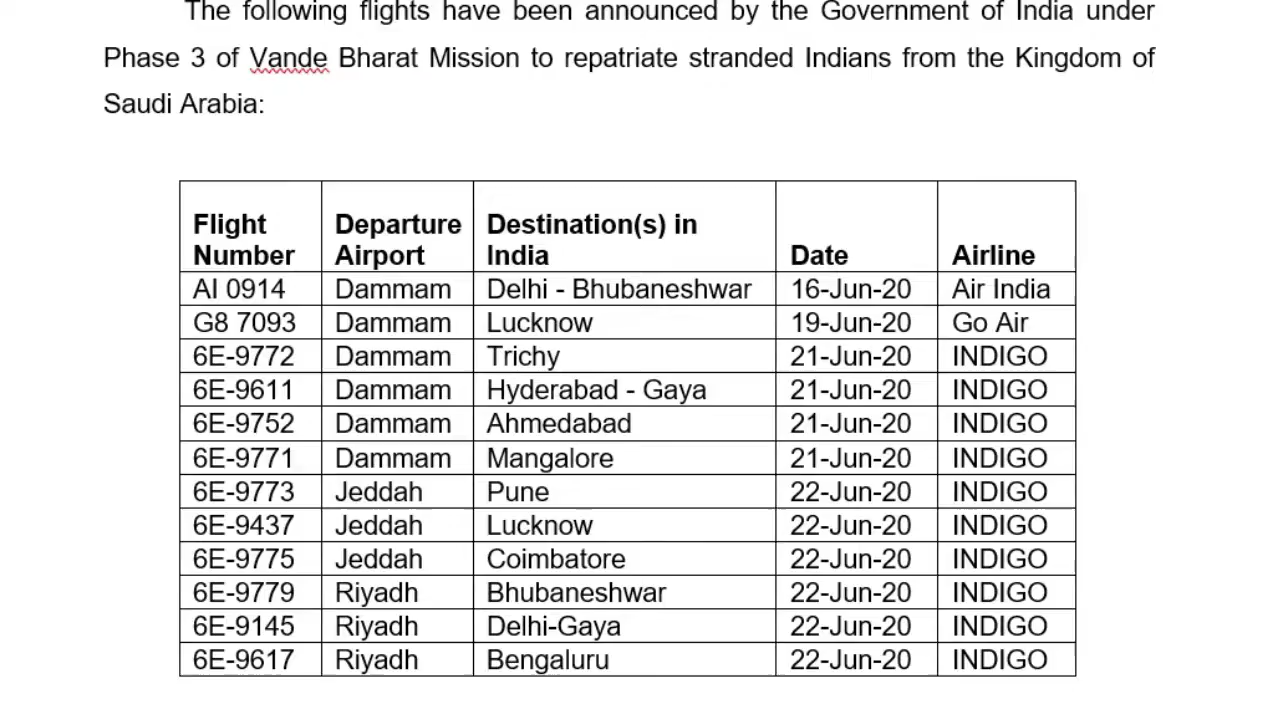 The following flights have been announced by the Government of India under
Phase 3 of Vande Bharat Mission to repatriate stranded Indians from the Kingdom of
Saudi Arabia:
Flight Number Departure Airport Destination(s) in India Date Airline
AI 0914 Dammam Delhi - Bhubaneshwar 16-Jun-20 Air India
G8 7093 Dammam Lucknow 19-Jun-20 Go Air
6E-9772 Dammam Trichy 21-Jun-20 INDIGO
6E-9611 Dammam Hyderabad - Gaya 21-Jun-20 INDIGO
6E-9752 Dammam Ahmedabad 21-Jun-20 INDIGO
6E-9771 Dammam Mangalore 21-Jun-20 INDIGO
6E-9773 Jeddah Pune 22-Jun-20 INDIGO
6E-9437 Jeddah Lucknow 22-Jun-20 INDIGO
6E-9775 Jeddah Coimbatore 22-Jun-20 INDIGO
6E-9779 Riyadh Bhubaneshwar 22-Jun-20 INDIGO
6E-9145 Riyadh Delhi-Gaya 22-Jun-20 INDIGO
6E-9617 Riyadh Bengaluru 22-Jun-20 INDIGO